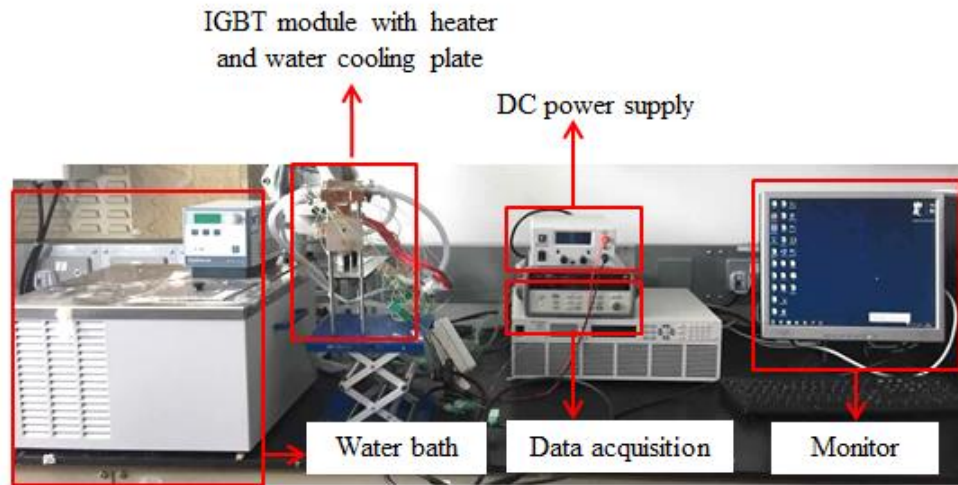 IGBT module with heater
and water cooling plate
DC power supply
Water bath
Data acquisition
Monitor